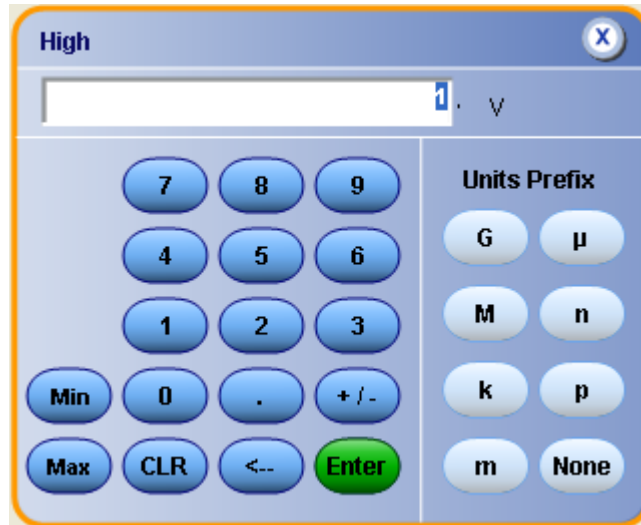 High
X
1 . V
7 8 9 Units Prefix
4 5 6 G µ
1 2 3 M n
Min 0 . + / - k p
Max CLR <-- Enter m None